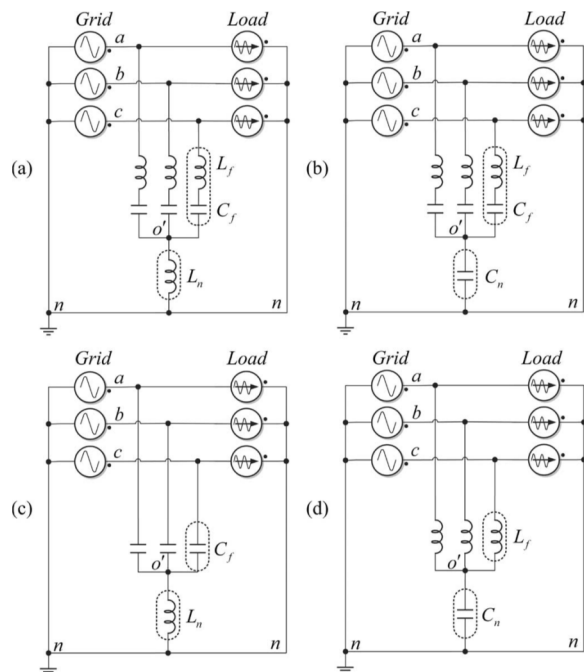 Grid Load
a
b
c
(a)
L_f
C_f
o'
L_n
n n
Grid Load
a
b
c
(b)
L_f
C_f
o'
C_n
n n
Grid Load
a
b
c
(c)
C_f
o'
L_n
n n
Grid Load
a
b
c
(d)
L_f
o'
C_n
n n